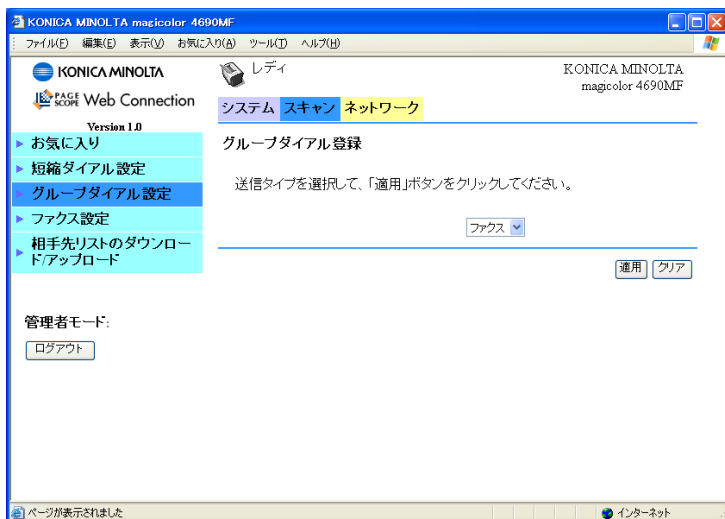 KONICA MINOLTA magicolor 4690MF
ファイル(F) 編集(E) 表示(V) お気に入り(A) ツール(T) ヘルプ(H)
KONICA MINOLTA
レディ
KONICA MINOLTA
magicolor 4690MF
PAGE SCOPE Web Connection
Version 1.0
システム スキャン ネットワーク
お気に入り
短縮ダイアル設定
グループダイアル設定
ファクス設定
相手先リストのダウンロー
ド/アップロード
グループダイアル登録
送信タイプを選択して、「適用」ボタンをクリックしてください。
ファクス
適用 クリア
管理者モード:
ログアウト
ページが表示されました
インターネット